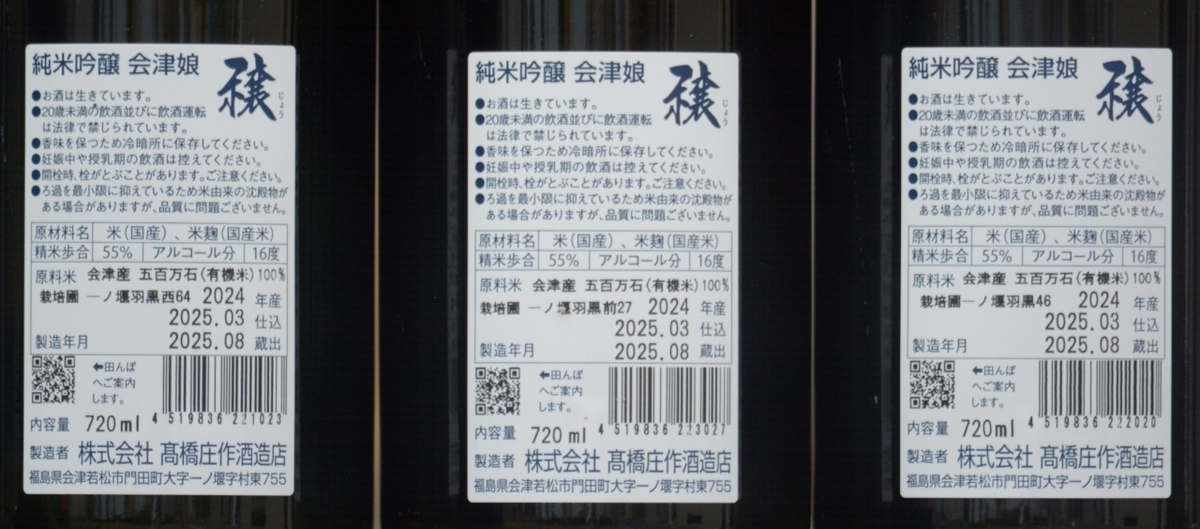 純米吟醸 会津娘 穣
じょう
●お酒は生きています。
●20歳未満の飲酒並びに飲酒運転
は法律で禁じられています。
●香味を保つため冷暗所に保存してください。
●妊娠中や授乳期の飲酒は控えてください。
●開栓時、栓がとぶことがあります。ご注意ください。
●ろ過を最小限に抑えているため米由来の沈殿物が
ある場合がありますが、品質に問題ございません。
原材料名 米(国産)、米麹(国産米)
精米歩合 55% アルコール分 16度
原料米 会津産 五百万石(有機米)100%
栽培圃 一ノ堰羽黒西64 2024 年産
2025.03 仕込
製造年月 2025.08 蔵出
←田んぼ
へご案内
します。
内容量 720ml 4 519836 221023
製造者 株式会社 髙橋庄作酒造店
福島県会津若松市門田町大字一ノ堰字村東755
純米吟醸 会津娘 穣
じょう
●お酒は生きています。
●20歳未満の飲酒並びに飲酒運転
は法律で禁じられています。
●香味を保つため冷暗所に保存してください。
●妊娠中や授乳期の飲酒は控えてください。
●開栓時、栓がとぶことがあります。ご注意ください。
●ろ過を最小限に抑えているため米由来の沈殿物が
ある場合がありますが、品質に問題ございません。
原材料名 米(国産)、米麹(国産米)
精米歩合 55% アルコール分 16度
原料米 会津産 五百万石(有機米)100%
栽培圃 一ノ堰羽黒前27 2024 年産
2025.03 仕込
製造年月 2025.08 蔵出
←田んぼ
へご案内
します。
内容量 720ml 4 519836 223027
製造者 株式会社 髙橋庄作酒造店
福島県会津若松市門田町大字一ノ堰字村東755
純米吟醸 会津娘 穣
じょう
●お酒は生きています。
●20歳未満の飲酒並びに飲酒運転
は法律で禁じられています。
●香味を保つため冷暗所に保存してください。
●妊娠中や授乳期の飲酒は控えてください。
●開栓時、栓がとぶことがあります。ご注意ください。
●ろ過を最小限に抑えているため米由来の沈殿物が
ある場合がありますが、品質に問題ございません。
原材料名 米(国産)、米麹(国産米)
精米歩合 55% アルコール分 16度
原料米 会津産 五百万石(有機米)100%
栽培圃 一ノ堰羽黒46 2024 年産
2025.03 仕込
製造年月 2025.08 蔵出
←田んぼ
へご案内
します。
内容量 720ml 4 519836 222020
製造者 株式会社 髙橋庄作酒造店
福島県会津若松市門田町大字一ノ堰字村東755